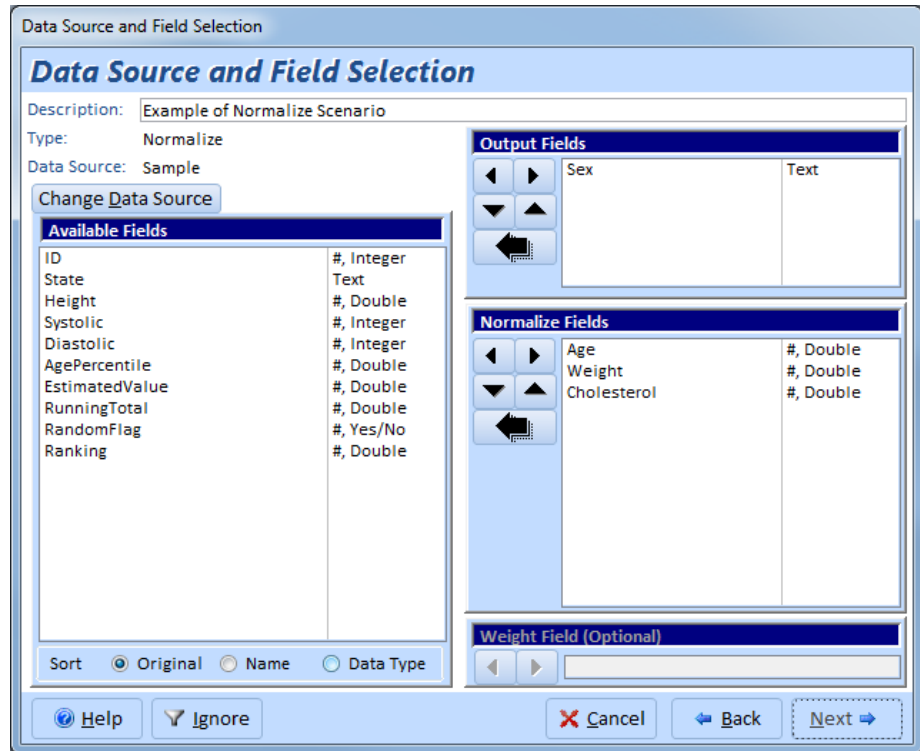 Data Source and Field Selection
Data Source and Field Selection
Description: Example of Normalize Scenario
Type: Normalize
Data Source: Sample
Change Data Source
Available Fields
ID #, Integer
State Text
Height #, Double
Systolic #, Integer
Diastolic #, Integer
AgePercentile #, Double
EstimatedValue #, Double
RunningTotal #, Double
RandomFlag #, Yes/No
Ranking #, Double
Sort Original Name Data Type
Output Fields
Sex Text
Normalize Fields
Age #, Double
Weight #, Double
Cholesterol #, Double
Weight Field (Optional)
Help Ignore Cancel Back Next